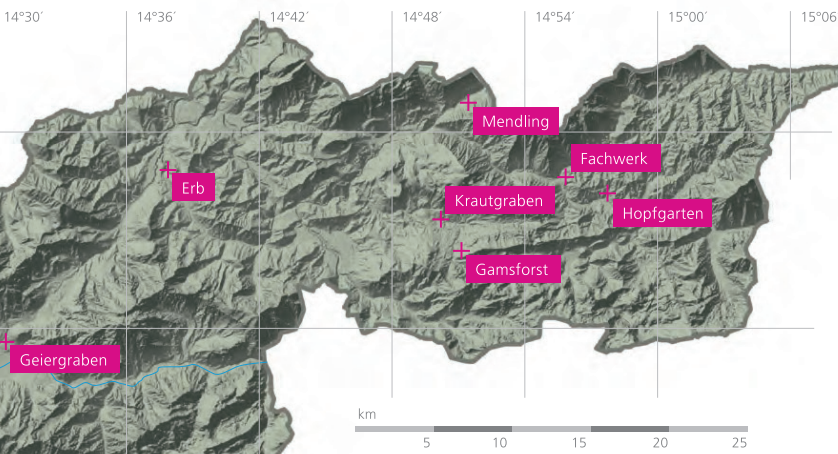 14°30´ 14°36´ 14°42´ 14°48´ 14°54´ 15°00´ 15°06
Mendling
Fachwerk
Erb
Krautgraben
Hopfgarten
Gamsforst
Geiergraben
km
5 10 15 20 25